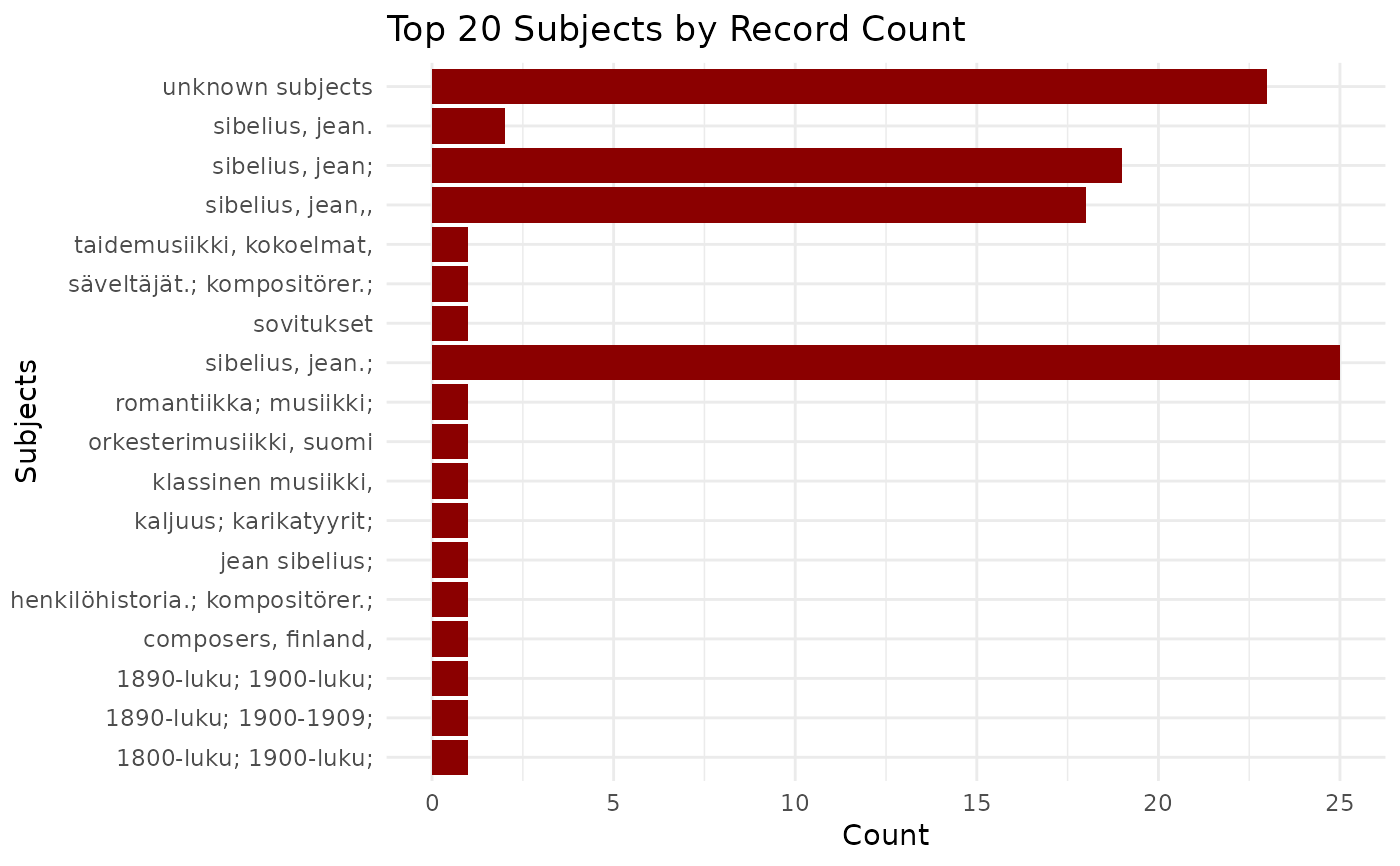 Top 20 Subjects by Record Count
unknown subjects
sibelius, jean.
sibelius, jean;
sibelius, jean,,
taidemusiikki, kokoelmat,
säveltäjät.; kompositörer.;
sovitukset
sibelius, jean.;
romantiikka; musiikki;
orkesterimusiikki, suomi
klassinen musiikki,
kaljuus; karikatyyrit;
jean sibelius;
henkilöhistoria.; kompositörer.;
composers, finland,
1890-luku; 1900-luku;
1890-luku; 1900-1909;
1800-luku; 1900-luku;
Subjects
0 5 10 15 20 25
Count